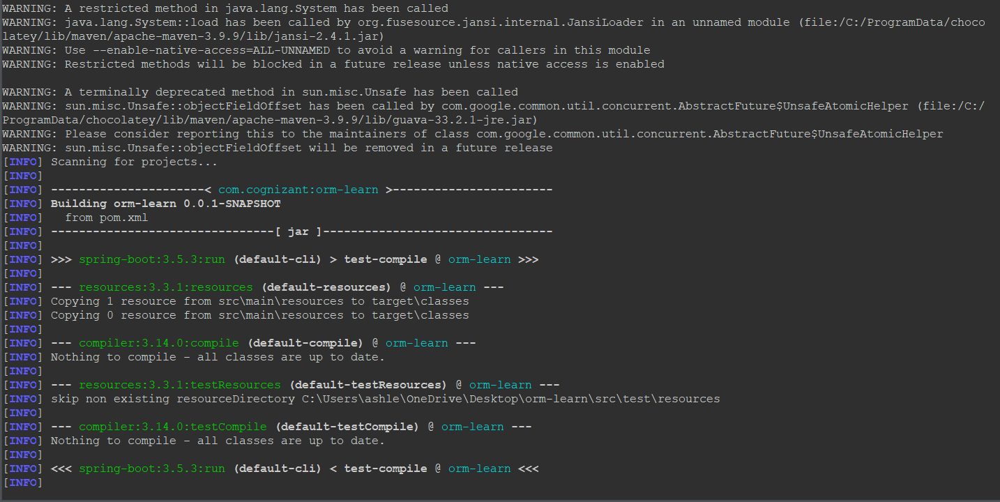 WARNING: A restricted method in java.lang.System has been called
WARNING: java.lang.System::load has been called by org.fusesource.jansi.internal.JansiLoader in an unnamed module (file:/C:/ProgramData/choco
latey/lib/maven/apache-maven-3.9.9/lib/jansi-2.4.1.jar)
WARNING: Use --enable-native-access=ALL-UNNAMED to avoid a warning for callers in this module
WARNING: Restricted methods will be blocked in a future release unless native access is enabled
WARNING: A terminally deprecated method in sun.misc.Unsafe has been called
WARNING: sun.misc.Unsafe::objectFieldOffset has been called by com.google.common.util.concurrent.AbstractFuture$UnsafeAtomicHelper (file:/C:/
ProgramData/chocolatey/lib/maven/apache-maven-3.9.9/lib/guava-33.2.1-jre.jar)
WARNING: Please consider reporting this to the maintainers of class com.google.common.util.concurrent.AbstractFuture$UnsafeAtomicHelper
WARNING: sun.misc.Unsafe::objectFieldOffset will be removed in a future release
[INFO] Scanning for projects...
[INFO]
[INFO] ----------------------< com.cognizant:orm-learn >-----------------------
[INFO] Building orm-learn 0.0.1-SNAPSHOT
[INFO]   from pom.xml
[INFO] --------------------------------[ jar ]---------------------------------
[INFO]
[INFO] >>> spring-boot:3.5.3:run (default-cli) > test-compile @ orm-learn >>>
[INFO]
[INFO] --- resources:3.3.1:resources (default-resources) @ orm-learn ---
[INFO] Copying 1 resource from src\main\resources to target\classes
[INFO] Copying 0 resource from src\main\resources to target\classes
[INFO]
[INFO] --- compiler:3.14.0:compile (default-compile) @ orm-learn ---
[INFO] Nothing to compile - all classes are up to date.
[INFO]
[INFO] --- resources:3.3.1:testResources (default-testResources) @ orm-learn ---
[INFO] skip non existing resourceDirectory C:\Users\ashle\OneDrive\Desktop\orm-learn\src\test\resources
[INFO]
[INFO] --- compiler:3.14.0:testCompile (default-testCompile) @ orm-learn ---
[INFO] Nothing to compile - all classes are up to date.
[INFO]
[INFO] <<< spring-boot:3.5.3:run (default-cli) < test-compile @ orm-learn <<<
[INFO]